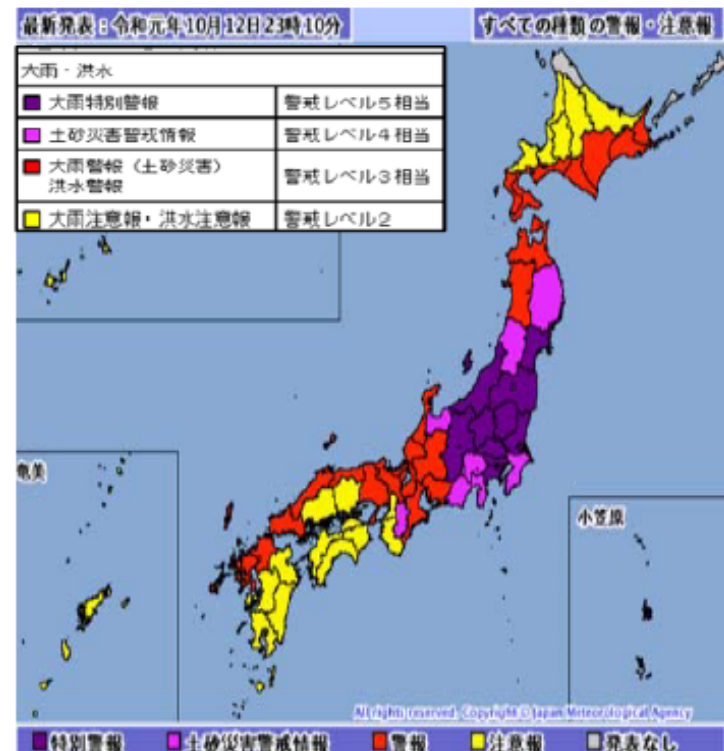 最新発表：令和元年10月12日23時10分
すべての種類の警報・注意報
大雨・洪水
大雨特別警報 警戒レベル5相当
土砂災害警戒情報 警戒レベル4相当
大雨警報（土砂災害） 警戒レベル3相当
洪水警報
大雨注意報・洪水注意報 警戒レベル2
奄美
小笠原
All rights reserved. Copyright © Japan Meteorological Agency
特別警報 土砂災害警戒情報 警報 注意報 発表なし